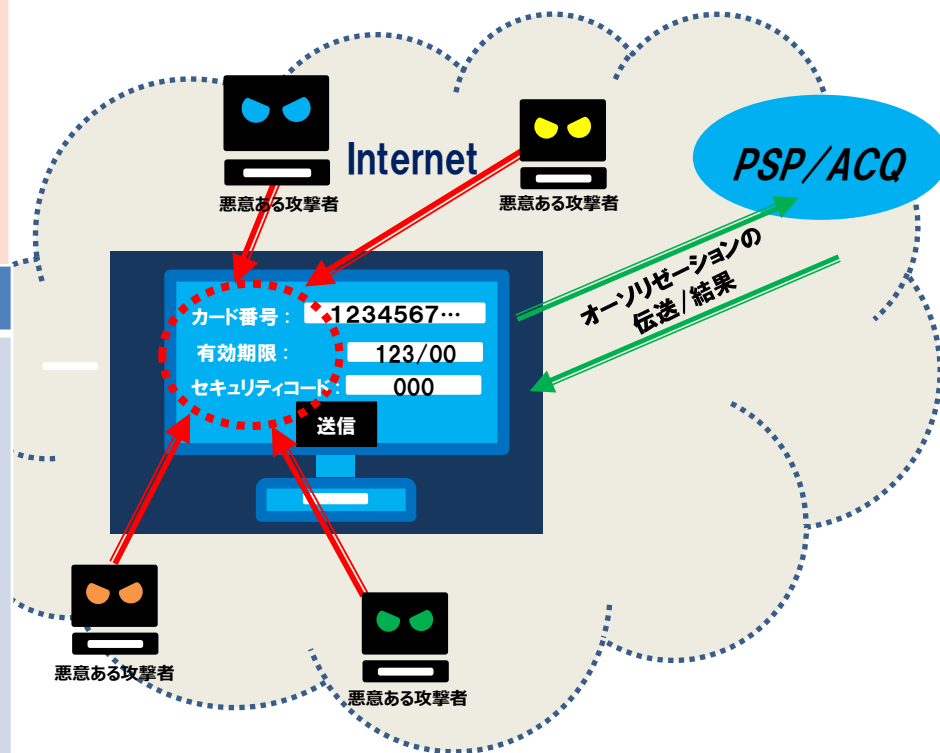 Internet
PSP/ACQ
悪意ある攻撃者
悪意ある攻撃者
オーソリゼーションの
伝送/結果
カード番号： 1234567…
有効期限： 123/00
セキュリティコード： 000
送信
悪意ある攻撃者
悪意ある攻撃者